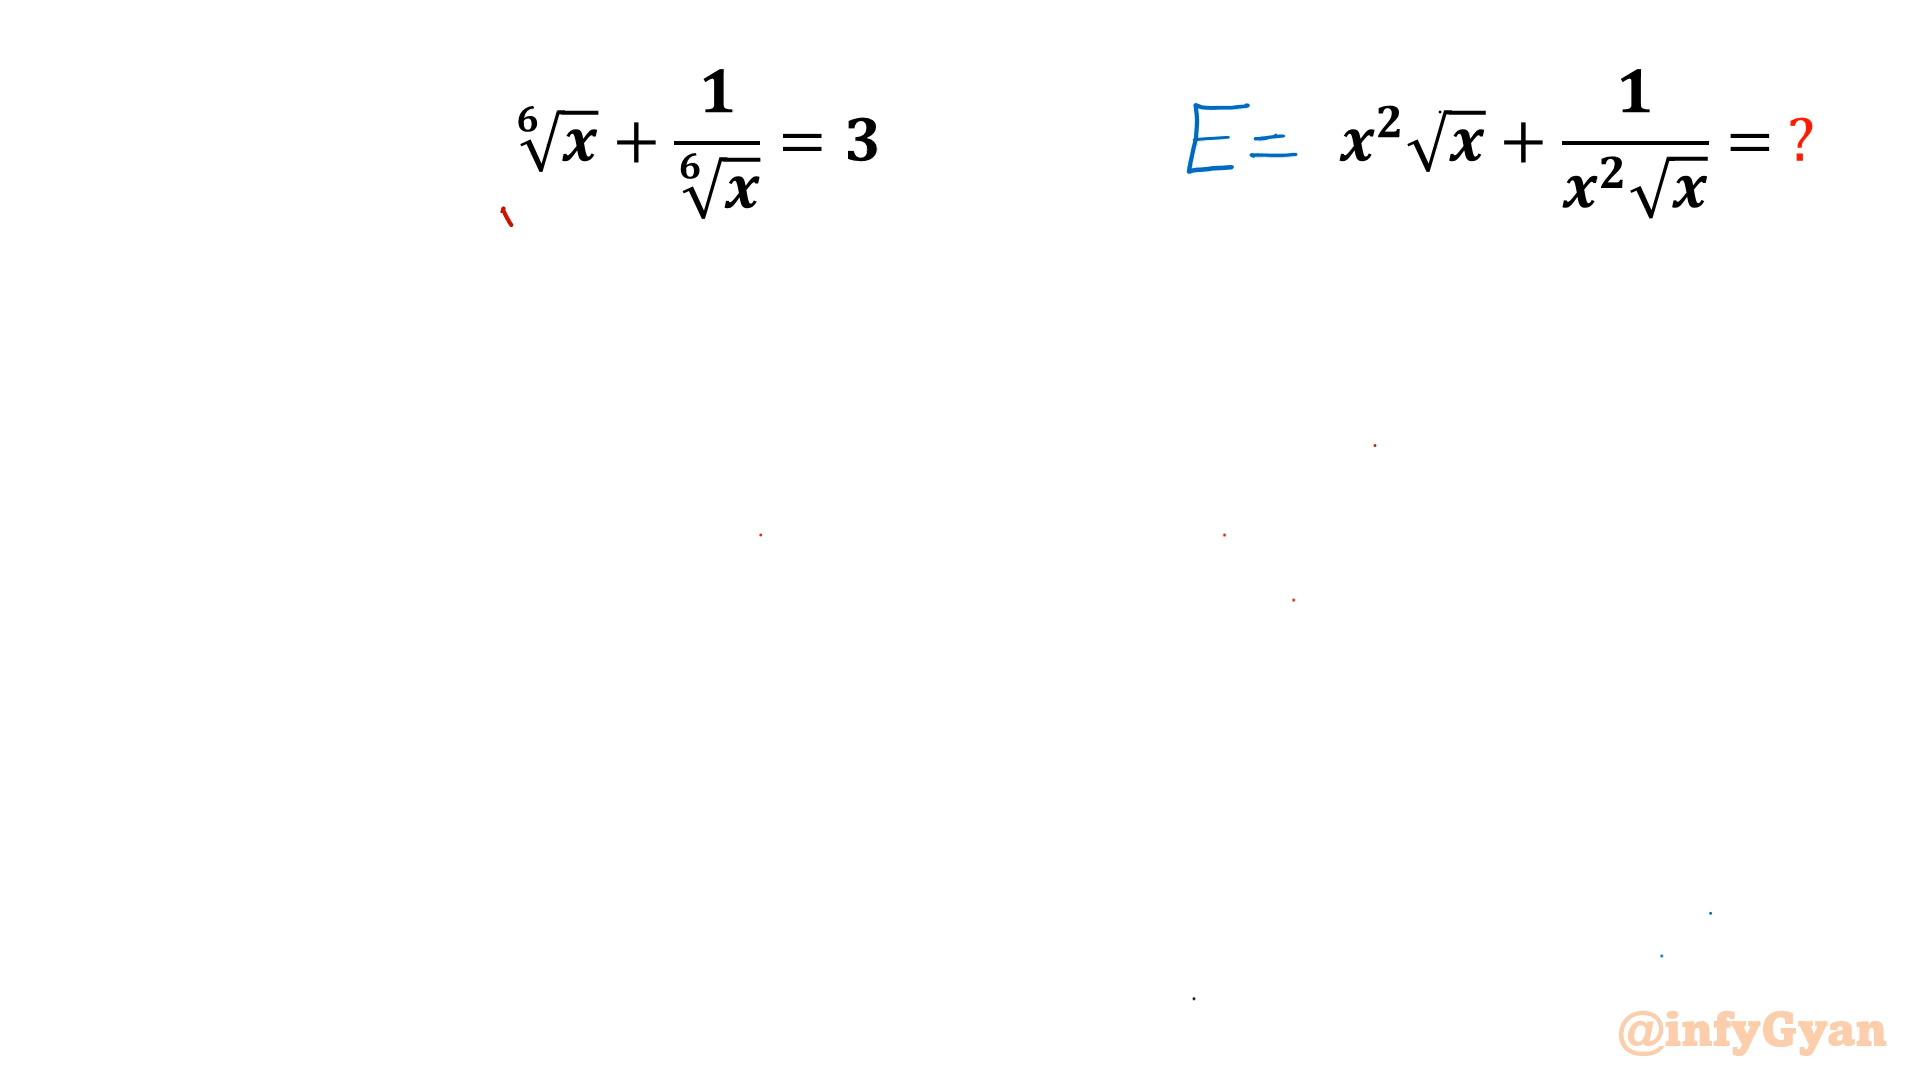 ⁶√x + 1/⁶√x = 3
E = x²√x + 1/x²√x = ?
@infyGyan